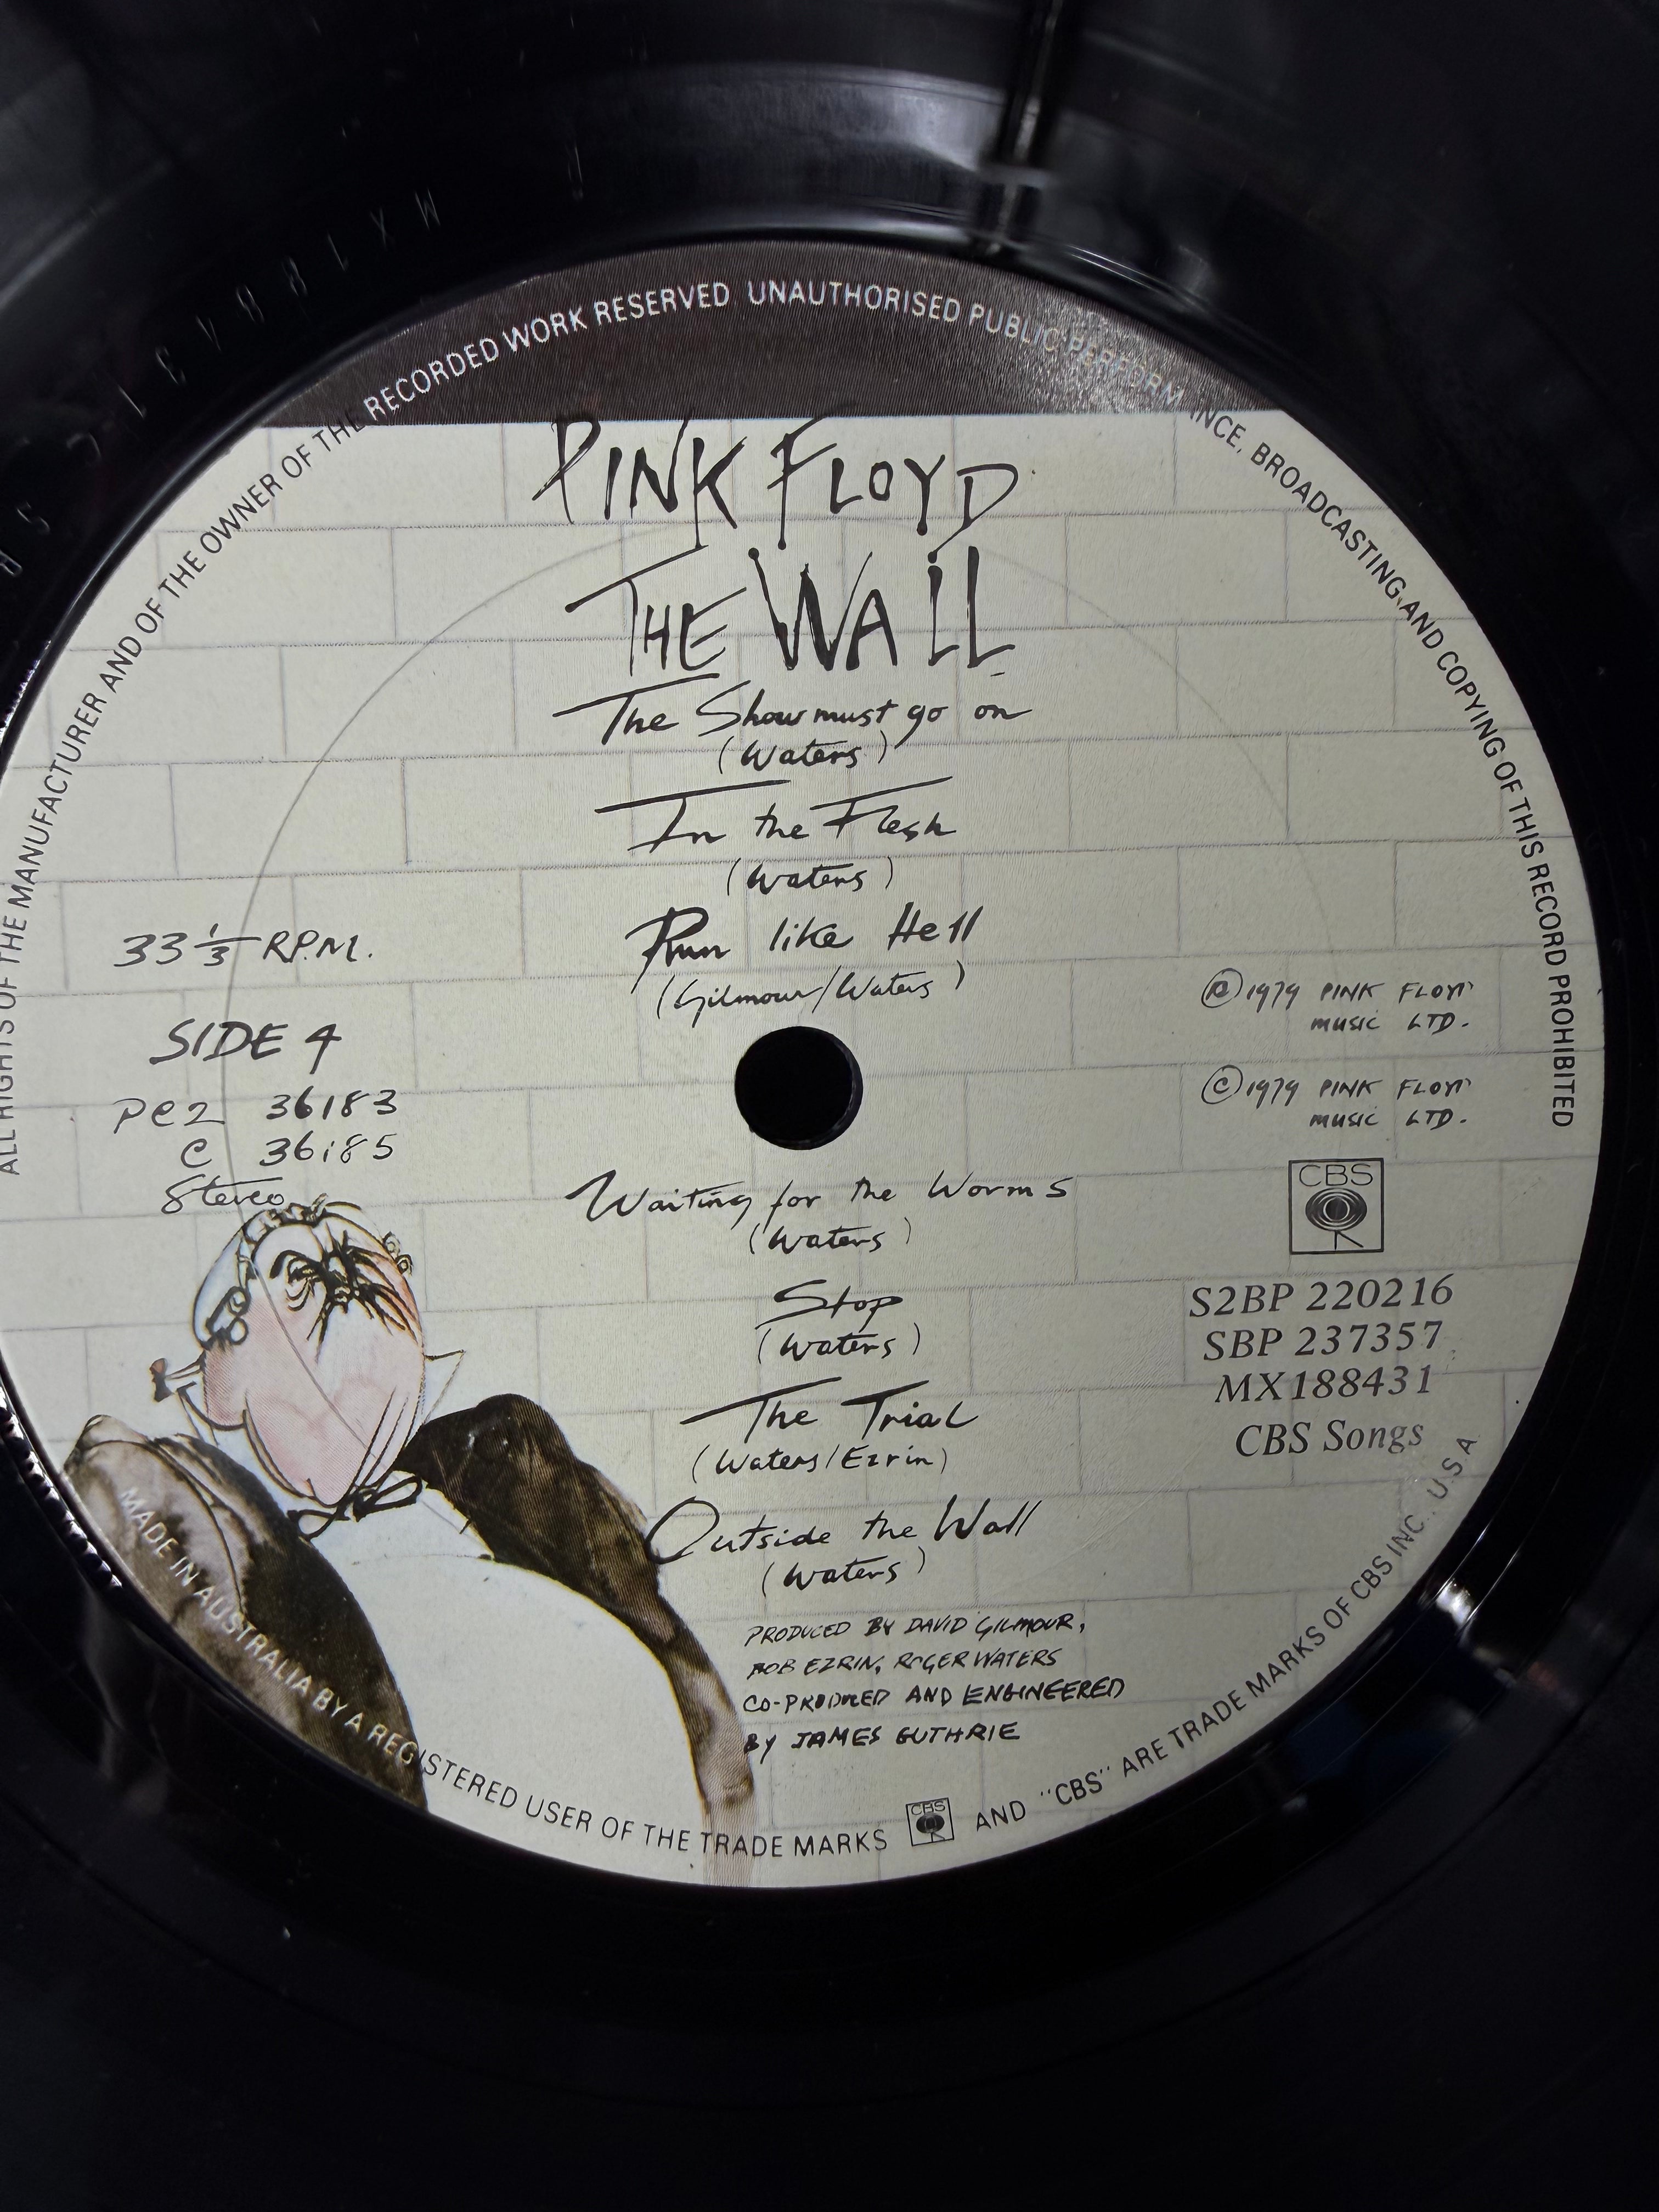 MX188431
ALL RIGHTS OF THE MANUFACTURER AND OF THE OWNER OF THE RECORDED WORK RESERVED UNAUTHORISED PUBLIC PERFORMANCE, BROADCASTING AND COPYING OF THIS RECORD PROHIBITED
PINK FLOYD
THE WALL
The Show must go on
(Waters)
In the Flesh
(Waters)
Run like Hell
(Gilmour/Waters)
33 1/3 R.P.M.
SIDE 4
PC2 36183
C 36185
Stereo
Ⓟ 1979 PINK FLOYD
MUSIC LTD.
© 1979 PINK FLOYD
MUSIC LTD.
CBS
S2BP 220216
SBP 237357
MX188431
CBS Songs
Waiting for the Worms
(Waters)
Stop
(Waters)
The Trial
(Waters/Ezrin)
Outside the Wall
(Waters)
PRODUCED BY DAVID GILMOUR,
BOB EZRIN, ROGER WATERS
CO-PRODUCED AND ENGINEERED
BY JAMES GUTHRIE
MADE IN AUSTRALIA BY A REGISTERED USER OF THE TRADE MARKS CBS AND "CBS" ARE TRADE MARKS OF CBS INC., U.S.A